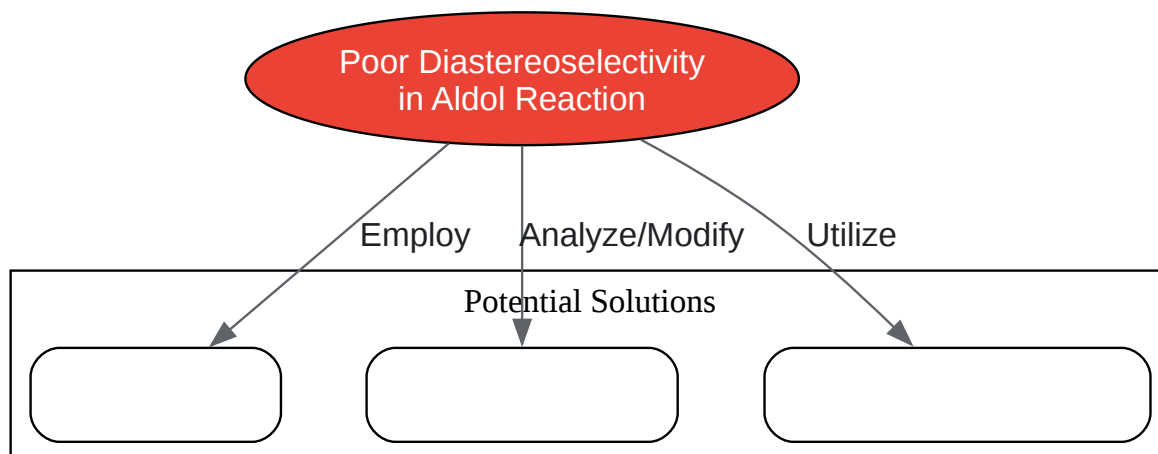 Poor Diastereoselectivity
in Aldol Reaction
Employ
Analyze/Modify
Utilize
Potential Solutions